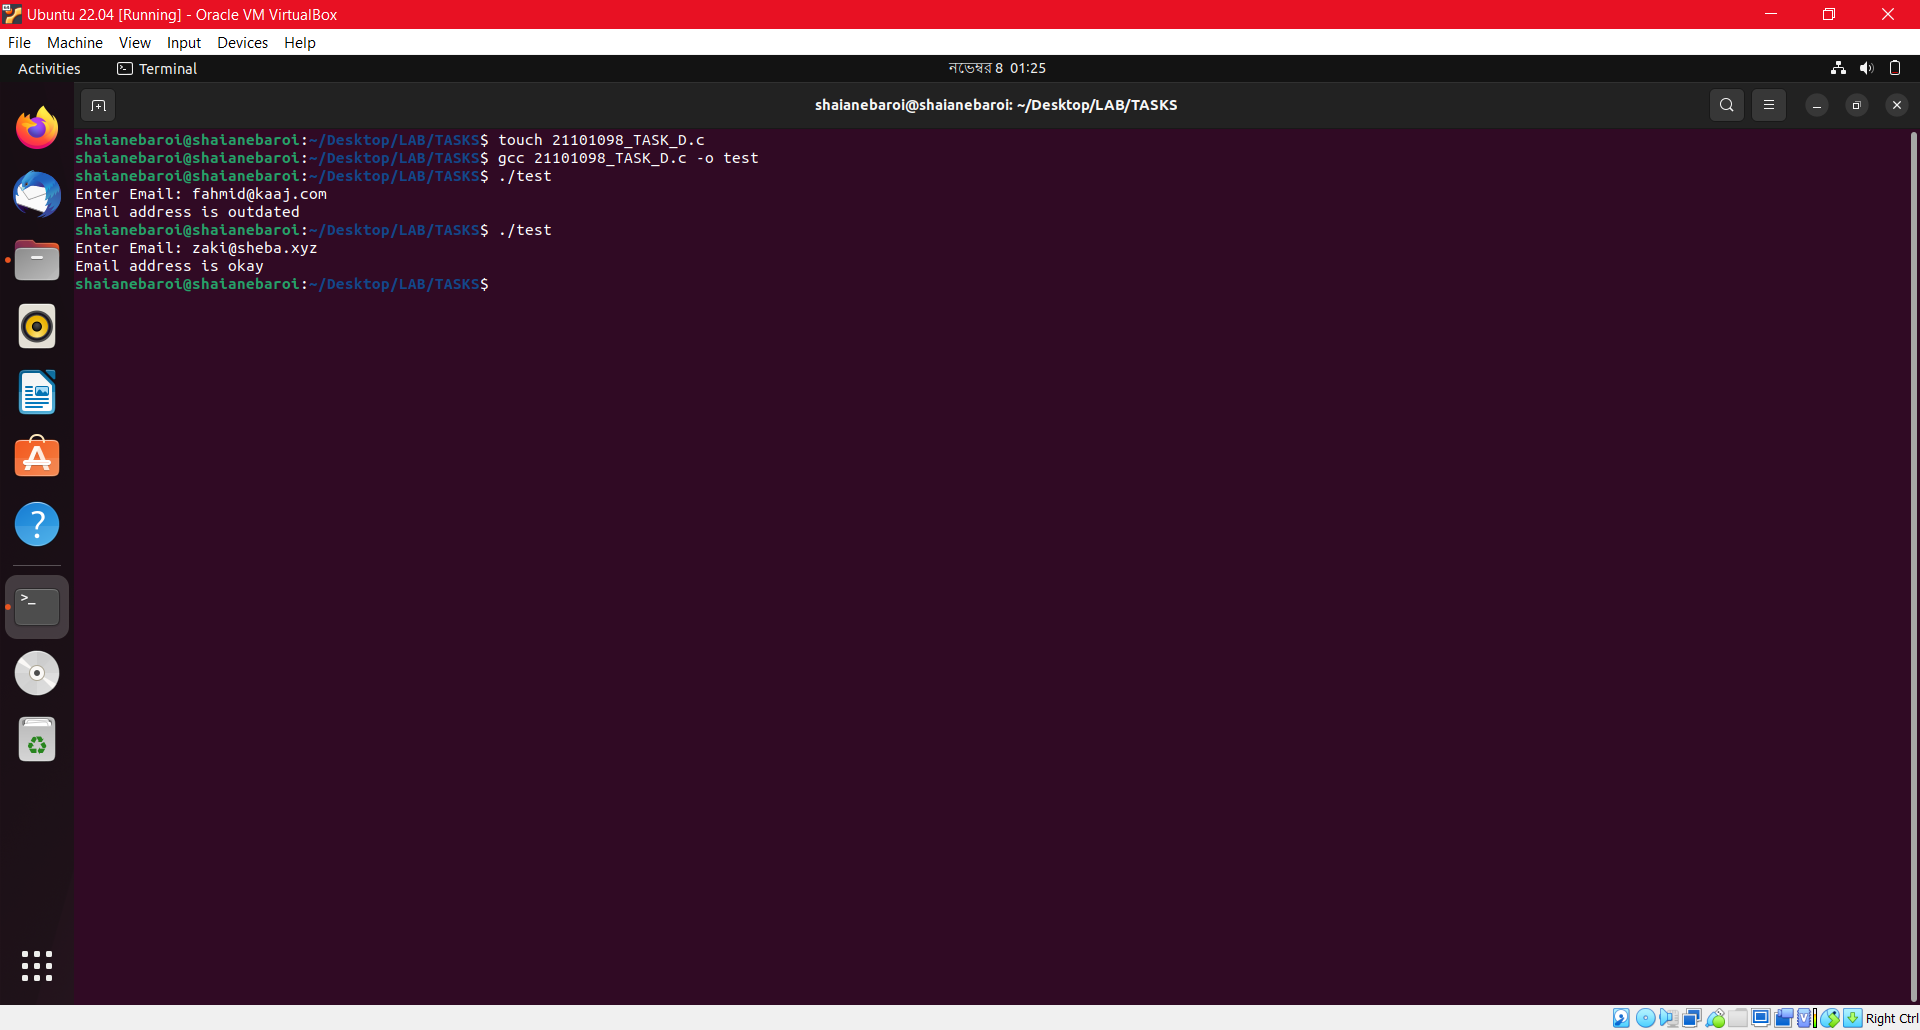 Ubuntu 22.04 [Running] - Oracle VM VirtualBox
File Machine View Input Devices Help
Activities Terminal নভেম্বর 8 01:25
shaianebaroi@shaianebaroi: ~/Desktop/LAB/TASKS
shaianebaroi@shaianebaroi:~/Desktop/LAB/TASKS$ touch 21101098_TASK_D.c
shaianebaroi@shaianebaroi:~/Desktop/LAB/TASKS$ gcc 21101098_TASK_D.c -o test
shaianebaroi@shaianebaroi:~/Desktop/LAB/TASKS$ ./test
Enter Email: fahmid@kaaj.com
Email address is outdated
shaianebaroi@shaianebaroi:~/Desktop/LAB/TASKS$ ./test
Enter Email: zaki@sheba.xyz
Email address is okay
shaianebaroi@shaianebaroi:~/Desktop/LAB/TASKS$
Right Ctrl